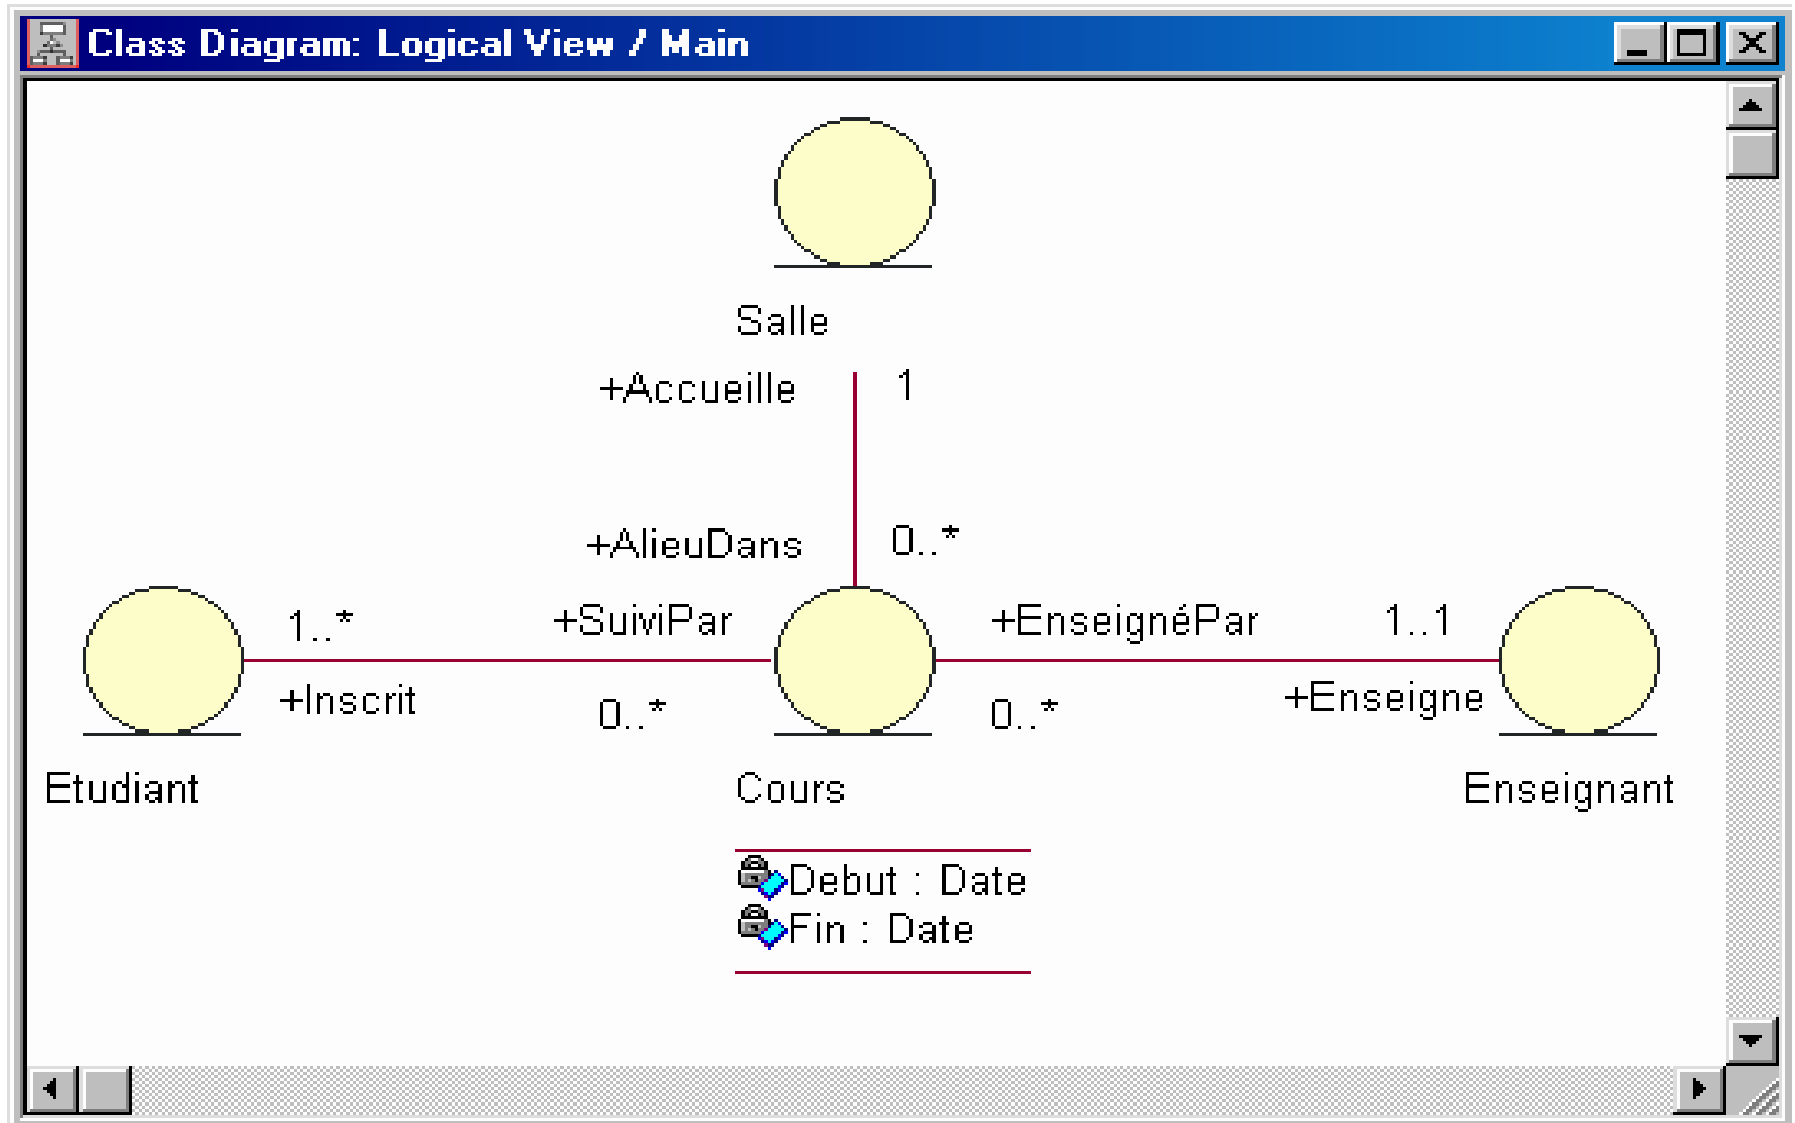 Class Diagram: Logical View / Main
Salle
+Accueille 1
+AlieuDans 0..*
1..* +SuiviPar +EnseignéPar 1..1
+Inscrit 0..* 0..* +Enseigne
Etudiant Cours Enseignant
Debut : Date
Fin : Date